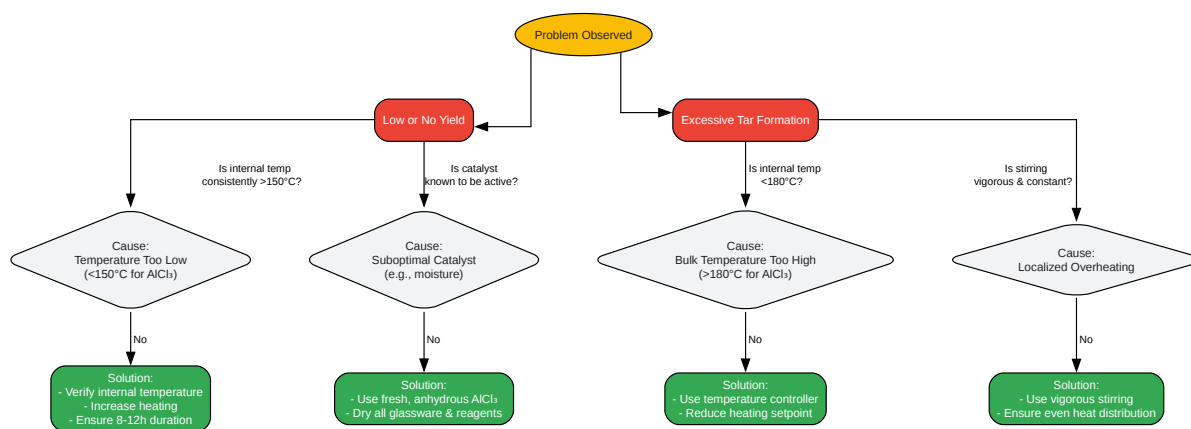 Problem Observed
Low or No Yield
Excessive Tar Formation
Is internal temp
consistently >150°C?
Is catalyst
known to be active?
Is internal temp
<180°C?
Is stirring
vigorous & constant?
Cause:
Temperature Too Low
(<150°C for AlCl₃)
Cause:
Suboptimal Catalyst
(e.g., moisture)
Cause:
Bulk Temperature Too High
(>180°C for AlCl₃)
Cause:
Localized Overheating
No
No
No
No
Solution:
- Verify internal temperature
- Increase heating
- Ensure 8-12h duration
Solution:
- Use fresh, anhydrous AlCl₃
- Dry all glassware & reagents
Solution:
- Use temperature controller
- Reduce heating setpoint
Solution:
- Use vigorous stirring
- Ensure even heat distribution